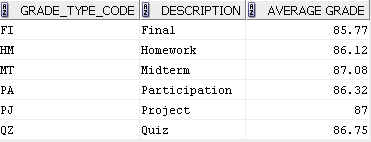 GRADE_TYPE_CODE DESCRIPTION AVERAGE GRADE
FI Final 85.77
HM Homework 86.12
MT Midterm 87.08
PA Participation 86.32
PJ Project 87
QZ Quiz 86.75